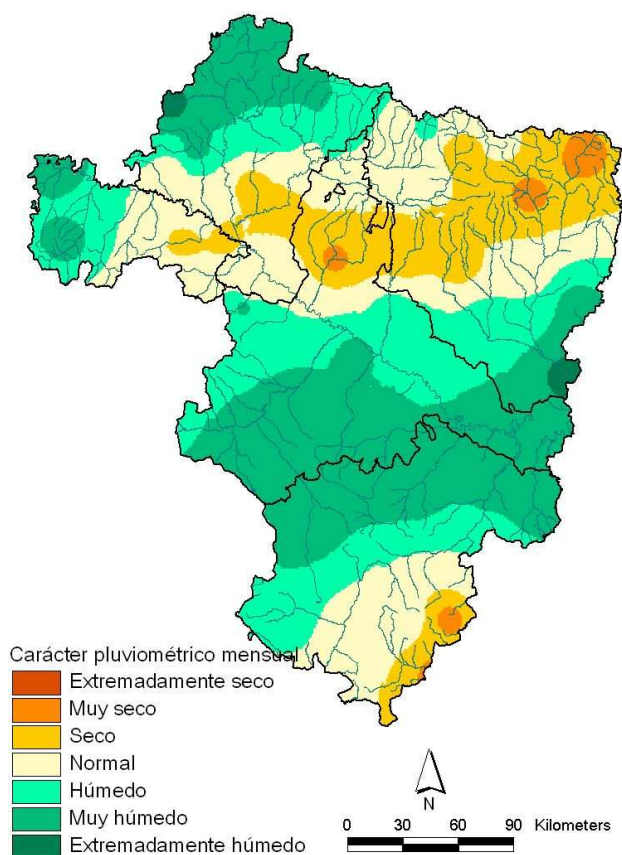 Carácter pluviométrico mensual
Extremadamente seco
Muy seco
Seco
Normal
Húmedo
Muy húmedo
Extremadamente húmedo
N
0 30 60 90 Kilometers